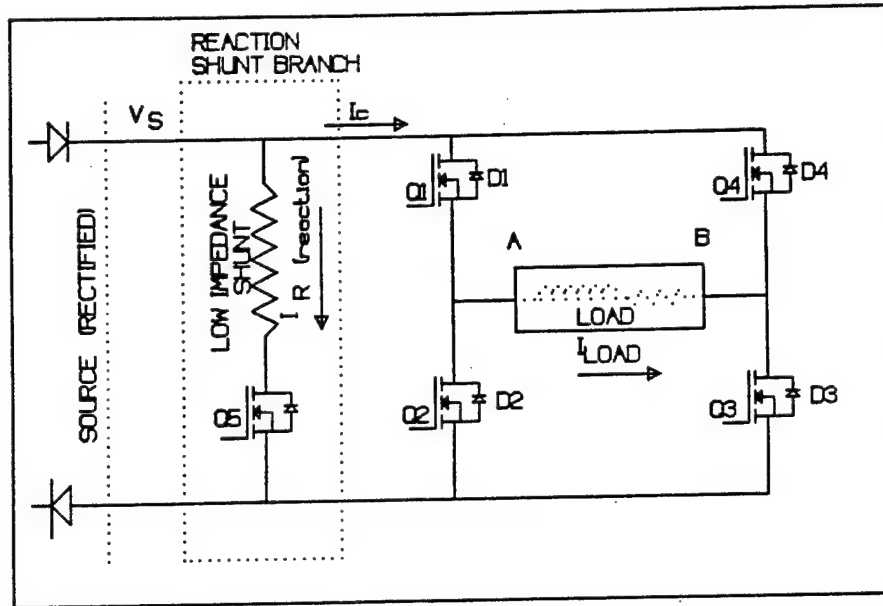 REACTION
SHUNT BRANCH
VS
Ic
SOURCE (RECTIFIED)
LOW IMPEDANCE
SHUNT
I R (reaction)
Q1
D1
Q4
D4
A
B
LOAD
I LOAD
Q5
Q2
D2
Q3
D3